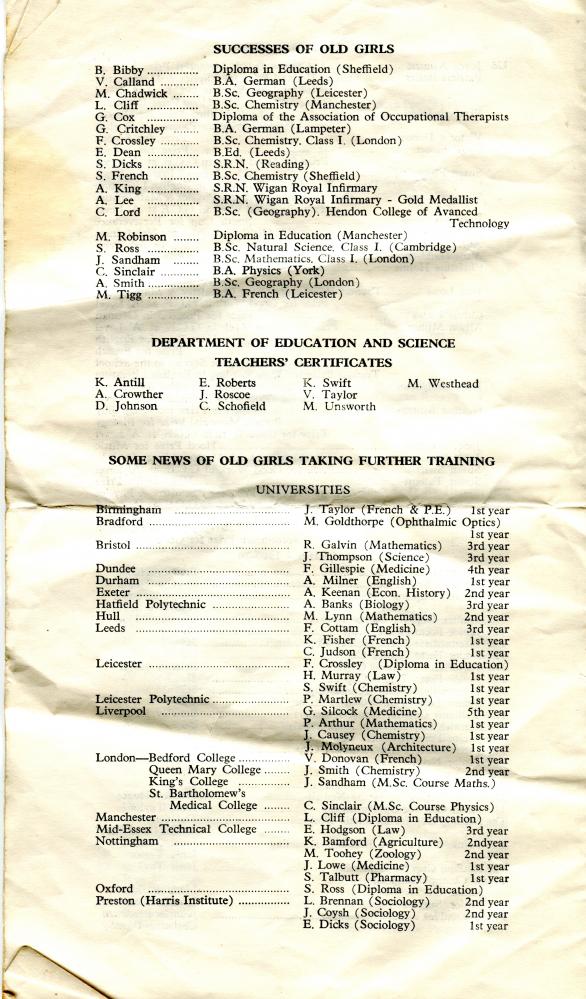 SUCCESSES OF OLD GIRLS
B. Bibby ............... Diploma in Education (Sheffield)
V. Calland ............ B.A. German (Leeds)
M. Chadwick ........ B.Sc. Geography (Leicester)
L. Cliff ............... B.Sc. Chemistry (Manchester)
G. Cox ............... Diploma of the Association of Occupational Therapists
G. Critchley ........ B.A. German (Lampeter)
F. Crossley ............ B.Sc. Chemistry. Class I. (London)
E. Dean ............... B.Ed. (Leeds)
S. Dicks ............... S.R.N. (Reading)
S. French ............ B.Sc. Chemistry (Sheffield)
A. King ............... S.R.N. Wigan Royal Infirmary
A. Lee ............... S.R.N. Wigan Royal Infirmary - Gold Medallist
C. Lord ............... B.Sc. (Geography). Hendon College of Avanced
Technology
M. Robinson ........ Diploma in Education (Manchester)
S. Ross ............... B.Sc. Natural Science. Class I. (Cambridge)
J. Sandham ........ B.Sc. Mathematics. Class I. (London)
C. Sinclair ............ B.A. Physics (York)
A. Smith ............... B.Sc. Geography (London)
M. Tigg ............... B.A. French (Leicester)
DEPARTMENT OF EDUCATION AND SCIENCE
TEACHERS' CERTIFICATES
K. Antill E. Roberts K. Swift M. Westhead
A. Crowther J. Roscoe V. Taylor
D. Johnson C. Schofield M. Unsworth
SOME NEWS OF OLD GIRLS TAKING FURTHER TRAINING
UNIVERSITIES
Birmingham ............ J. Taylor (French & P.E.) 1st year
Bradford ............ M. Goldthorpe (Ophthalmic Optics)
1st year
Bristol ............ R. Galvin (Mathematics) 3rd year
J. Thompson (Science) 3rd year
Dundee ............ F. Gillespie (Medicine) 4th year
Durham ............ A. Milner (English) 1st year
Exeter ............ A. Keenan (Econ. History) 2nd year
Hatfield Polytechnic ............ A. Banks (Biology) 3rd year
Hull ............ M. Lynn (Mathematics) 2nd year
Leeds ............ F. Cottam (English) 3rd year
K. Fisher (French) 1st year
C. Judson (French) 1st year
Leicester ............ F. Crossley (Diploma in Education)
H. Murray (Law) 1st year
S. Swift (Chemistry) 1st year
Leicester Polytechnic ............ P. Martlew (Chemistry) 1st year
Liverpool ............ G. Silcock (Medicine) 5th year
P. Arthur (Mathematics) 1st year
J. Causey (Chemistry) 1st year
J. Molyneux (Architecture) 1st year
London—Bedford College ............ V. Donovan (French) 1st year
Queen Mary College ........ J. Smith (Chemistry) 2nd year
King's College ............ J. Sandham (M.Sc. Course Maths.)
St. Bartholomew's
Medical College ........ C. Sinclair (M.Sc. Course Physics)
Manchester ............ L. Cliff (Diploma in Education)
Mid-Essex Technical College ........ E. Hodgson (Law) 3rd year
Nottingham ............ K. Bamford (Agriculture) 2ndyear
M. Toohey (Zoology) 2nd year
J. Lowe (Medicine) 1st year
S. Talbutt (Pharmacy) 1st year
Oxford ............ S. Ross (Diploma in Education)
Preston (Harris Institute) ............ L. Brennan (Sociology) 2nd year
J. Coysh (Sociology) 2nd year
E. Dicks (Sociology) 1st year